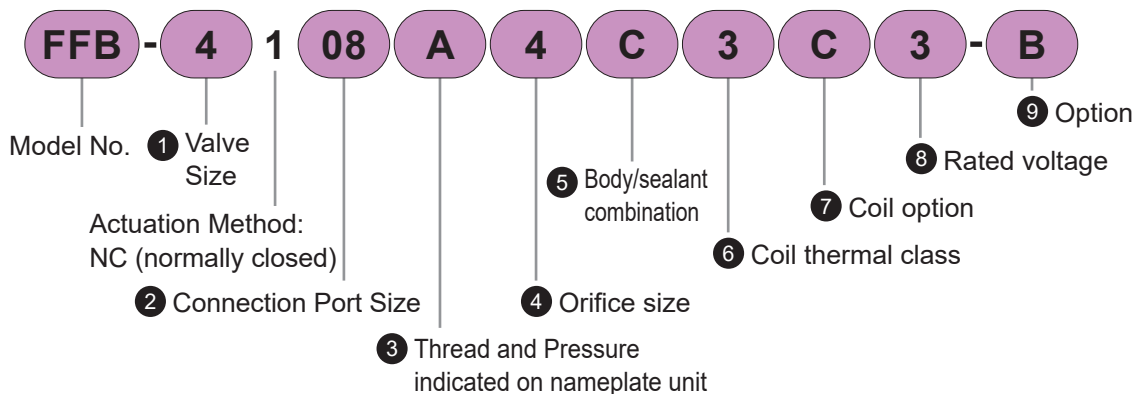 FFB - 4 1 08 A 4 C 3 C 3 - B
Model No.
1 Valve
Size
Actuation Method:
NC (normally closed)
2 Connection Port Size
3 Thread and Pressure
indicated on nameplate unit
4 Orifice size
5 Body/sealant
combination
6 Coil thermal class
7 Coil option
8 Rated voltage
9 Option